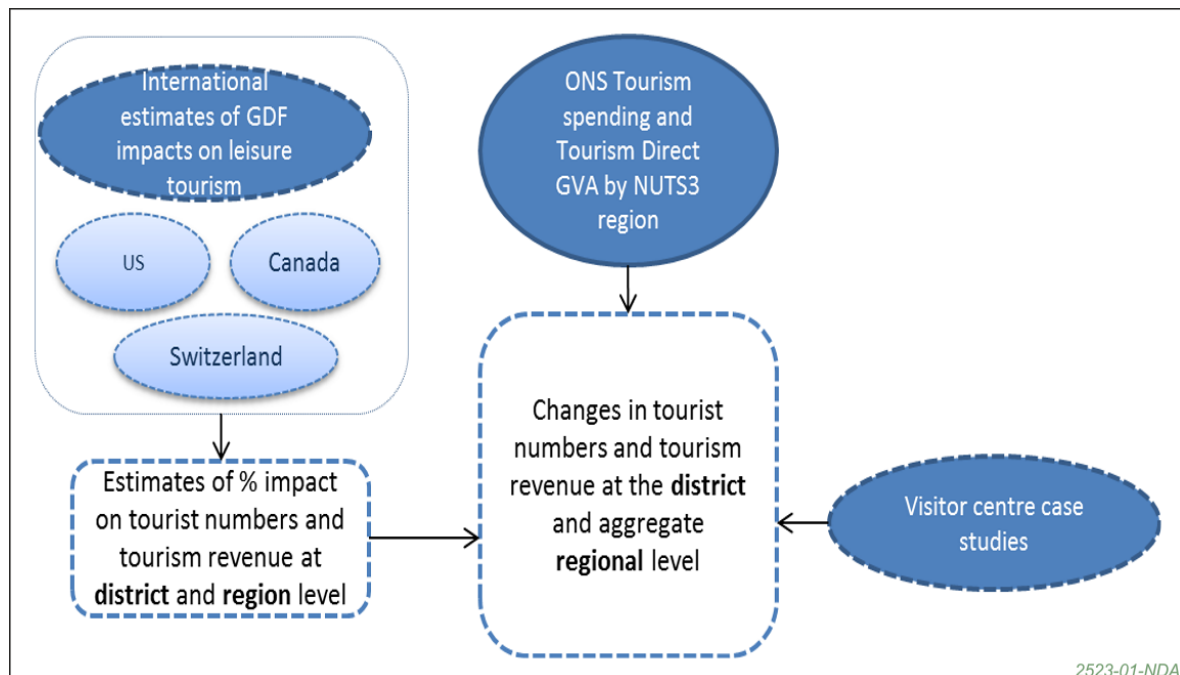 International
estimates of GDF
impacts on leisure
tourism
US
Canada
Switzerland
Estimates of % impact
on tourist numbers and
tourism revenue at
district and region level
ONS Tourism
spending and
Tourism Direct
GVA by NUTS3
region
Changes in tourist
numbers and tourism
revenue at the district
and aggregate
regional level
Visitor centre case
studies
2523-01-NDA